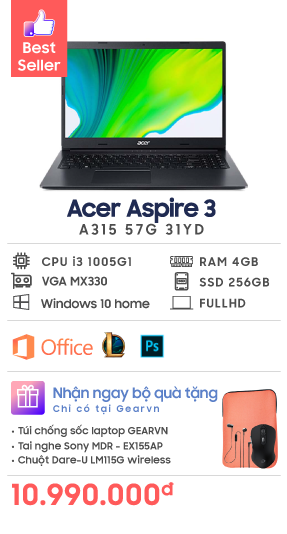 Best
Seller
acer
Acer Aspire 3
A315 57G 31YD
CPU i3 1005G1
RAM 4GB
VGA MX330
SSD 256GB
Windows 10 home
FULLHD
Office
Ps
Nhận ngay bộ quà tặng
Chỉ có tại Gearvn
• Túi chống sốc laptop GEARVN
• Tai nghe Sony MDR - EX155AP
• Chuột Dare-U LM115G wireless
10.990.000đ